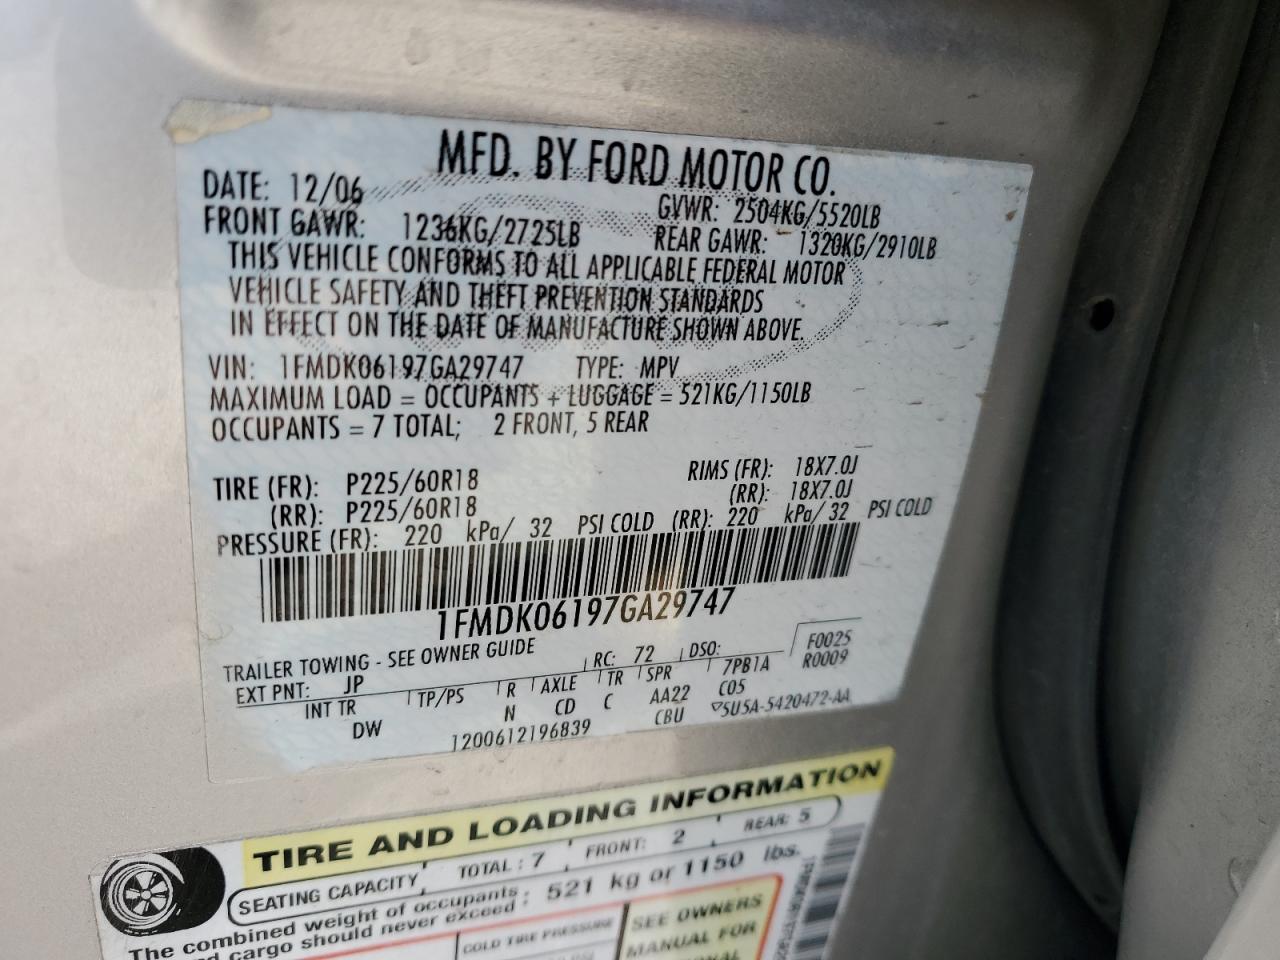 MFD. BY FORD MOTOR CO.
DATE: 12/06 GVWR: 2504KG/5520LB
FRONT GAWR: 1236KG/2725LB REAR GAWR: 1320KG/2910LB
THIS VEHICLE CONFORMS TO ALL APPLICABLE FEDERAL MOTOR
VEHICLE SAFETY AND THEFT PREVENTION STANDARDS
IN EFFECT ON THE DATE OF MANUFACTURE SHOWN ABOVE.
VIN: 1FMDK06197GA29747 TYPE: MPV
MAXIMUM LOAD = OCCUPANTS + LUGGAGE = 521KG/1150LB
OCCUPANTS = 7 TOTAL; 2 FRONT, 5 REAR
TIRE (FR): P225/60R18 RIMS (FR): 18X7.0J
(RR): P225/60R18 (RR): 18X7.0J
PRESSURE (FR): 220 kPa/ 32 PSI COLD (RR): 220 kPa/ 32 PSI COLD
1FMDK06197GA29747
TRAILER TOWING - SEE OWNER GUIDE
EXT PNT: JP RC: 72 DSO: F0025
R0009
INT TR TP/PS R AXLE TR SPR 7PB1A
DW N CD C AA22 C05
1200612196839 CBU 5U5A-5420472-AA
TIRE AND LOADING INFORMATION
SEATING CAPACITY TOTAL: 7 FRONT: 2 REAR: 5
The combined weight of occupants : 521 kg or 1150 lbs.
cargo should never exceed :
COLD TIRE PRESSURE SEE OWNERS
MANUAL FOR